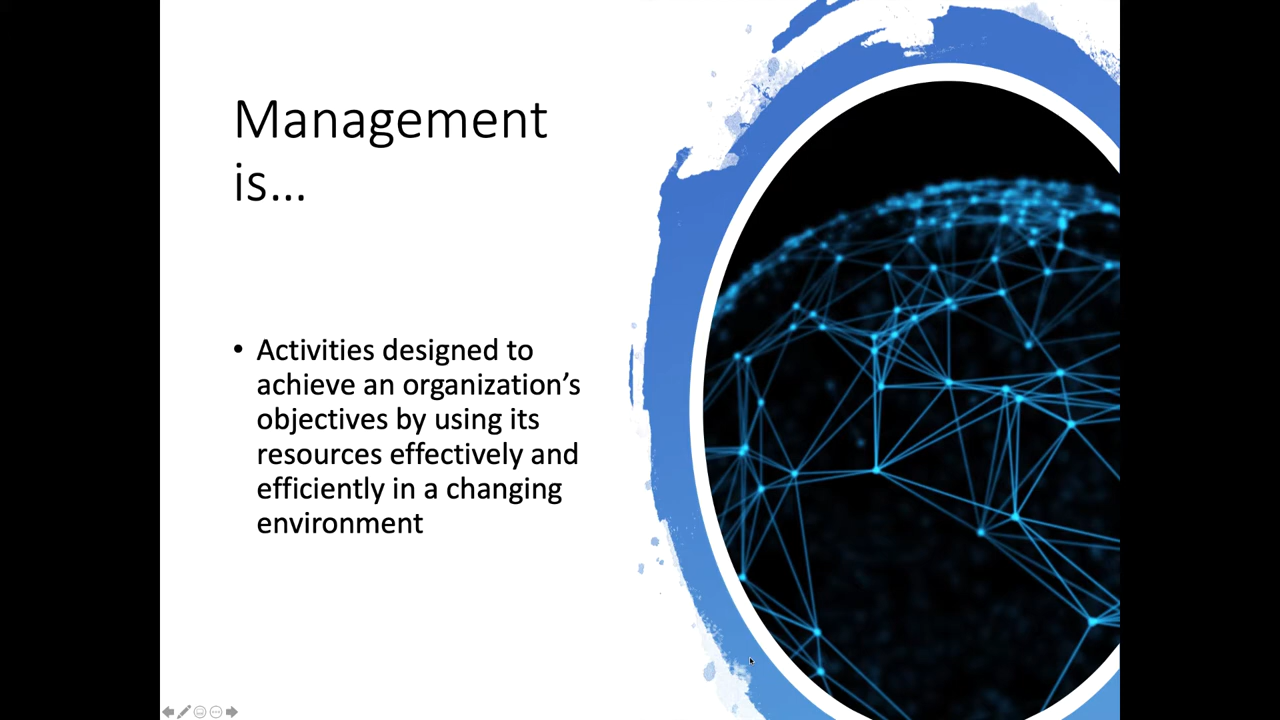 Management
is...
• Activities designed to
achieve an organization’s
objectives by using its
resources effectively and
efficiently in a changing
environment